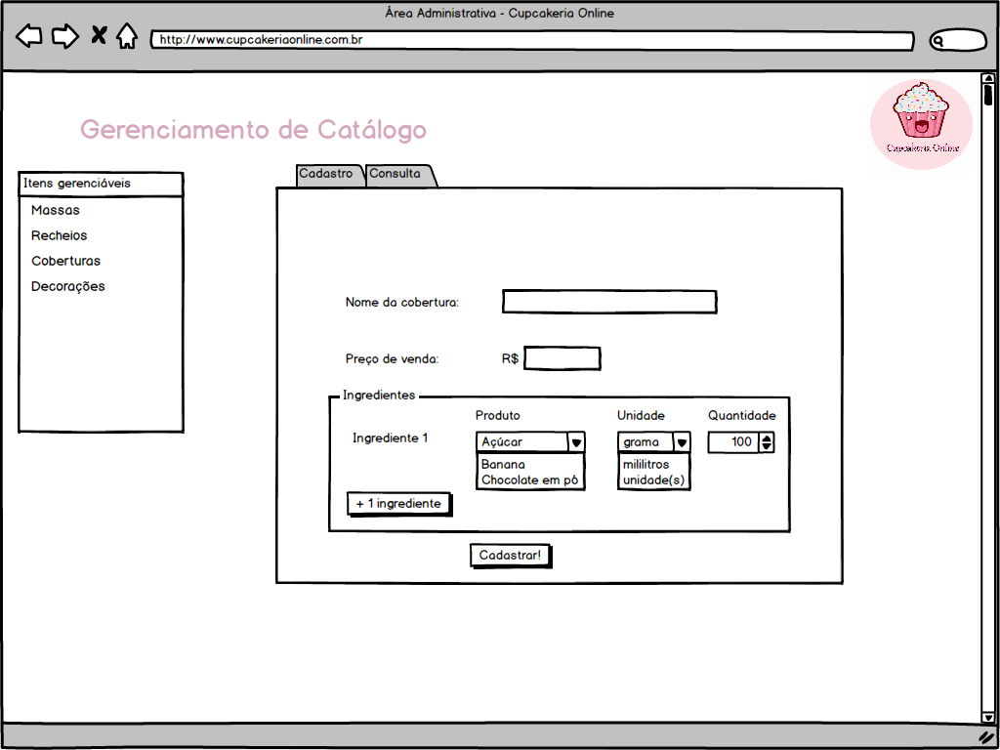 Área Administrativa - Cupcakeria Online
http://www.cupcakeriaonline.com.br
Cupcakeria Online
Gerenciamento de Catálogo
Itens gerenciáveis
Massas
Recheios
Coberturas
Decorações
Cadastro Consulta
Nome da cobertura:
Preço de venda: R$
Ingredientes
Produto Unidade Quantidade
Ingrediente 1 Açúcar grama 100
Banana mililitros
Chocolate em pó unidade(s)
+ 1 ingrediente
Cadastrar!